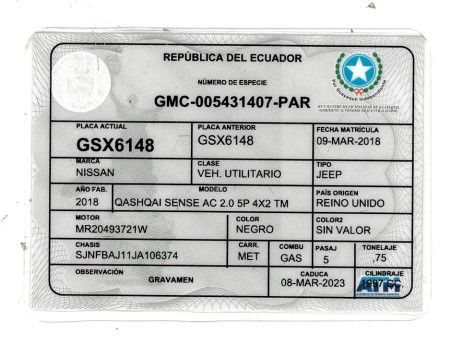 REPÚBLICA DEL ECUADOR
NÚMERO DE ESPECIE
GMC-005431407-PAR
PLACA ACTUAL PLACA ANTERIOR FECHA MATRÍCULA
GSX6148 GSX6148 09-MAR-2018
MARCA CLASE TIPO
NISSAN VEH. UTILITARIO JEEP
AÑO FAB. MODELO PAÍS ORIGEN
2018 QASHQAI SENSE AC 2.0 5P 4X2 TM REINO UNIDO
MOTOR COLOR COLOR2
MR20493721W NEGRO SIN VALOR
CHASIS CARR. COMBU PASAJ TONELAJE
SJNFBAJ11JA106374 MET GAS 5 ,75
OBSERVACIÓN CADUCA CILINDRAJE
GRAVAMEN 08-MAR-2023 1997 CC.
ATM